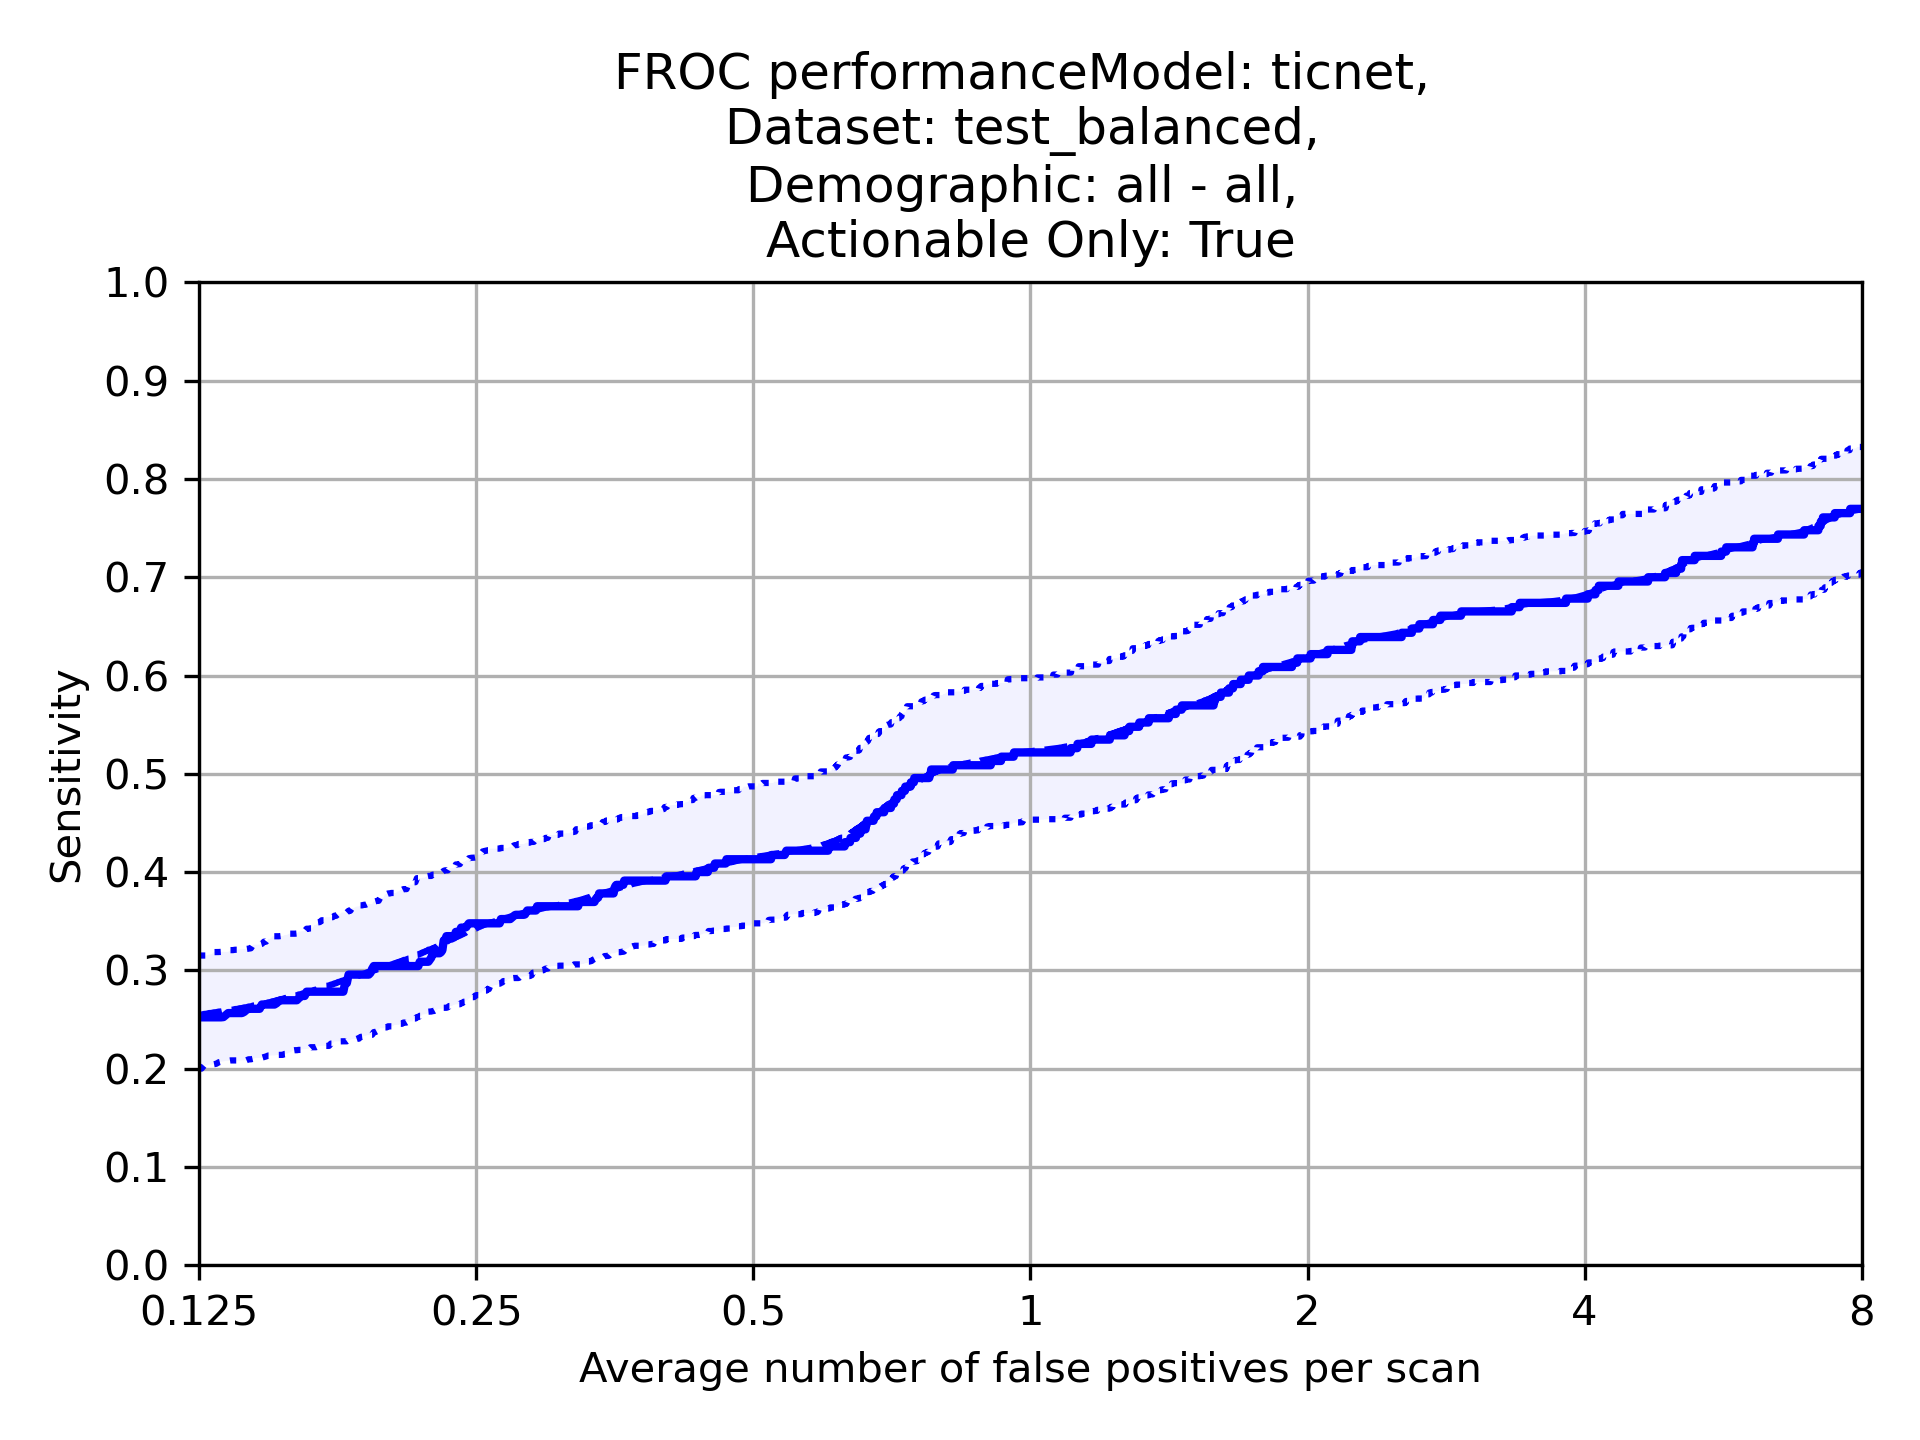 FROC performanceModel: ticnet,
Dataset: test_balanced,
Demographic: all - all,
Actionable Only: True
1.0
0.9
0.8
0.7
0.6
0.5
0.4
0.3
0.2
0.1
0.0
Sensitivity
0.125 0.25 0.5 1 2 4 8
Average number of false positives per scan